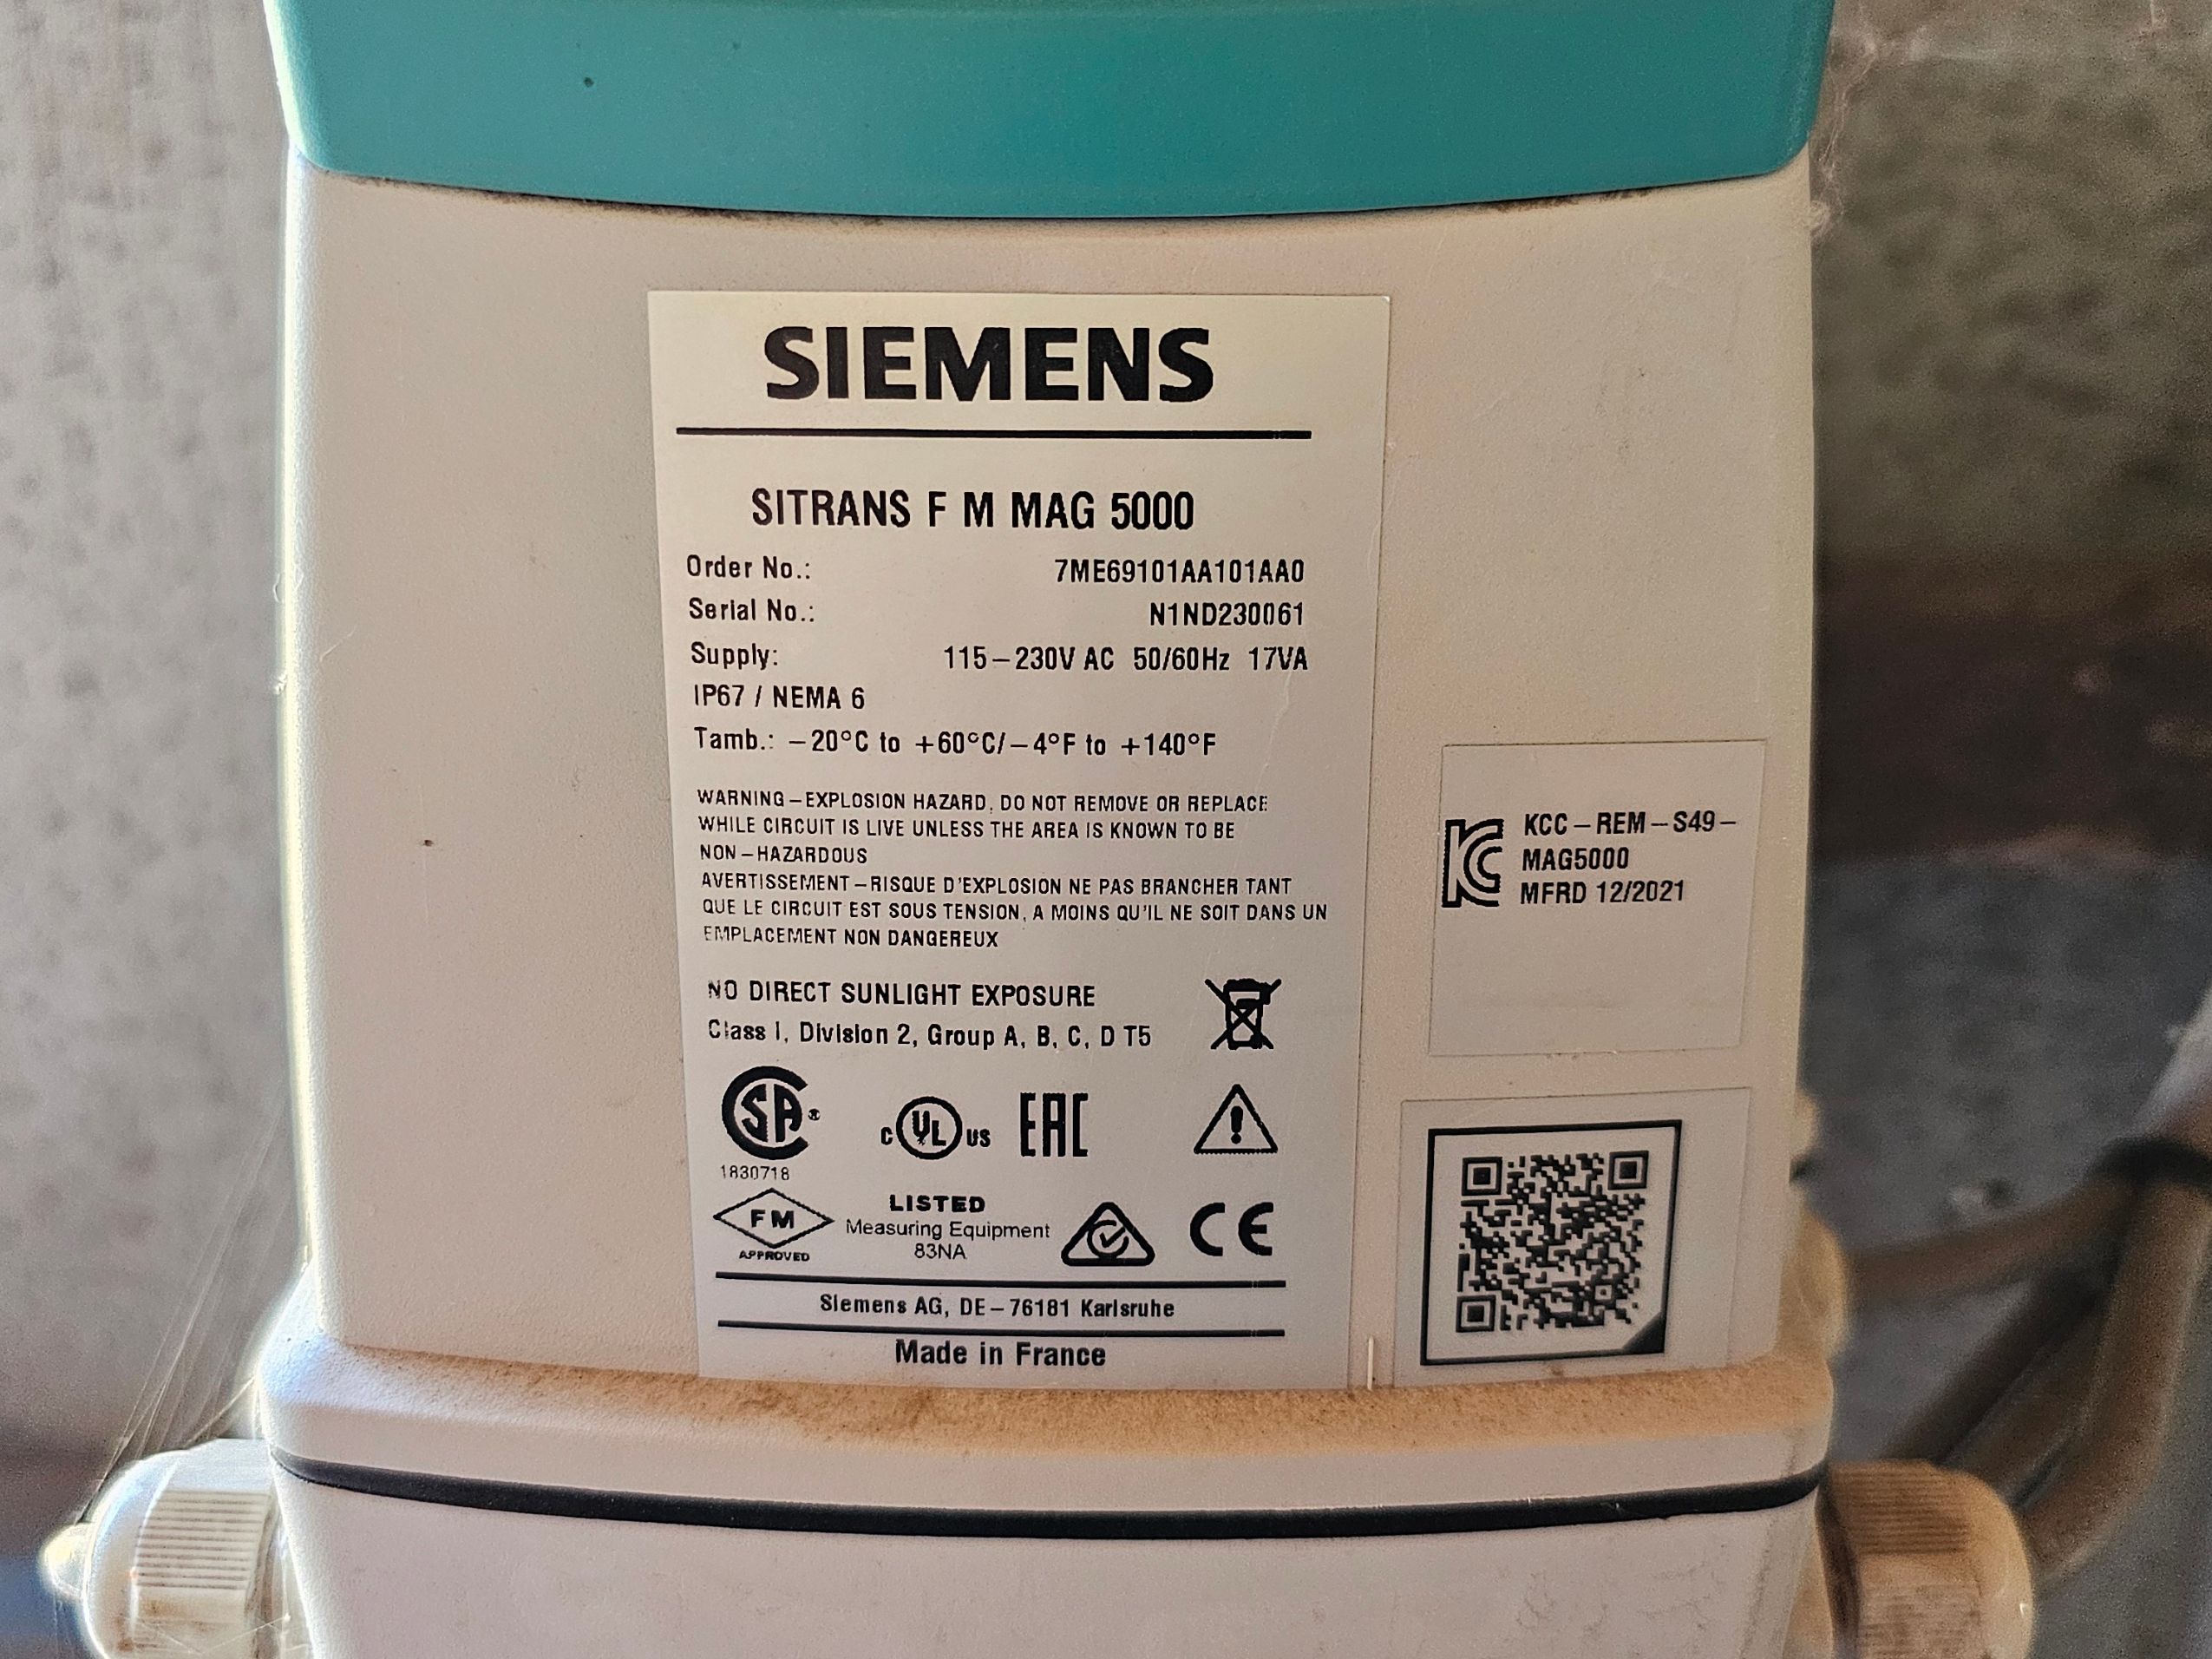 SIEMENS
SITRANS F M MAG 5000
Order No.: 7ME69101AA101AA0
Serial No.: N1ND230061
Supply: 115–230V AC 50/60Hz 17VA
IP67 / NEMA 6
Tamb.: –20°C to +60°C/–4°F to +140°F
WARNING–EXPLOSION HAZARD, DO NOT REMOVE OR REPLACE
WHILE CIRCUIT IS LIVE UNLESS THE AREA IS KNOWN TO BE
NON–HAZARDOUS
AVERTISSEMENT–RISQUE D'EXPLOSION NE PAS BRANCHER TANT
QUE LE CIRCUIT EST SOUS TENSION, A MOINS QU'IL NE SOIT DANS UN
EMPLACEMENT NON DANGEREUX
NO DIRECT SUNLIGHT EXPOSURE
Class I, Division 2, Group A, B, C, D T5
SA®
1830718
C UL US
EAC
FM
APPROVED
LISTED
Measuring Equipment
83NA
CE
Siemens AG, DE–76181 Karlsruhe
Made in France
KC
KCC–REM–S49–
MAG5000
MFRD 12/2021